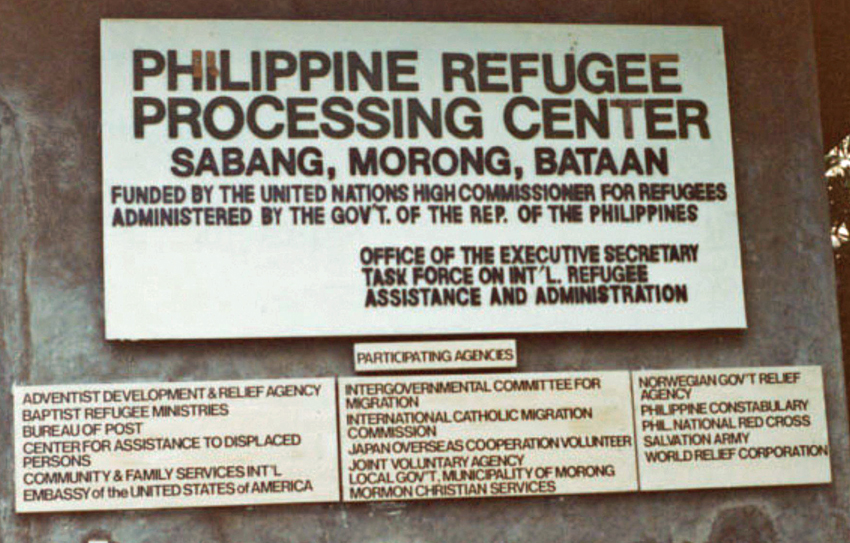 PHILIPPINE REFUGEE
PROCESSING CENTER
SABANG, MORONG, BATAAN
FUNDED BY THE UNITED NATIONS HIGH COMMISSIONER FOR REFUGEES
ADMINISTERED BY THE GOV'T. OF THE REP. OF THE PHILIPPINES
OFFICE OF THE EXECUTIVE SECRETARY
TASK FORCE ON INT'L. REFUGEE
ASSISTANCE AND ADMINISTRATION
PARTICIPATING AGENCIES
ADVENTIST DEVELOPMENT & RELIEF AGENCY
BAPTIST REFUGEE MINISTRIES
BUREAU OF POST
CENTER FOR ASSISTANCE TO DISPLACED
PERSONS
COMMUNITY & FAMILY SERVICES INT'L
EMBASSY of the UNITED STATES of AMERICA
INTERGOVERNMENTAL COMMITTEE FOR
MIGRATION
INTERNATIONAL CATHOLIC MIGRATION
COMMISSION
JAPAN OVERSEAS COOPERATION VOLUNTEER
JOINT VOLUNTARY AGENCY
LOCAL GOV'T. MUNICIPALITY OF MORONG
MORMON CHRISTIAN SERVICES
NORWEGIAN GOV'T RELIEF
AGENCY
PHILIPPINE CONSTABULARY
PHIL. NATIONAL RED CROSS
SALVATION ARMY
WORLD RELIEF CORPORATION